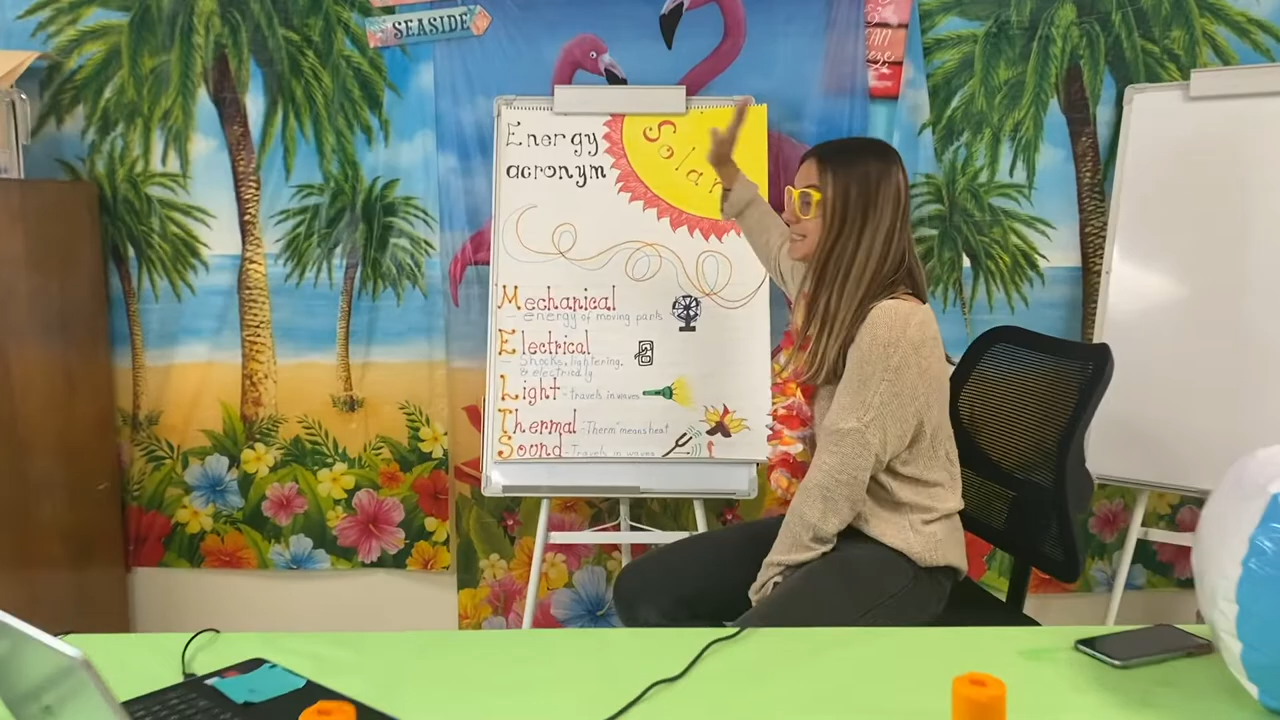 SEASIDE
CAN
Energy
acronym
Solar
Mechanical
- energy of moving parts
Electrical
- Shocks, lightening,
& electricity
Light - travels in waves
Thermal - "Therm" means heat
Sound - Travels in waves